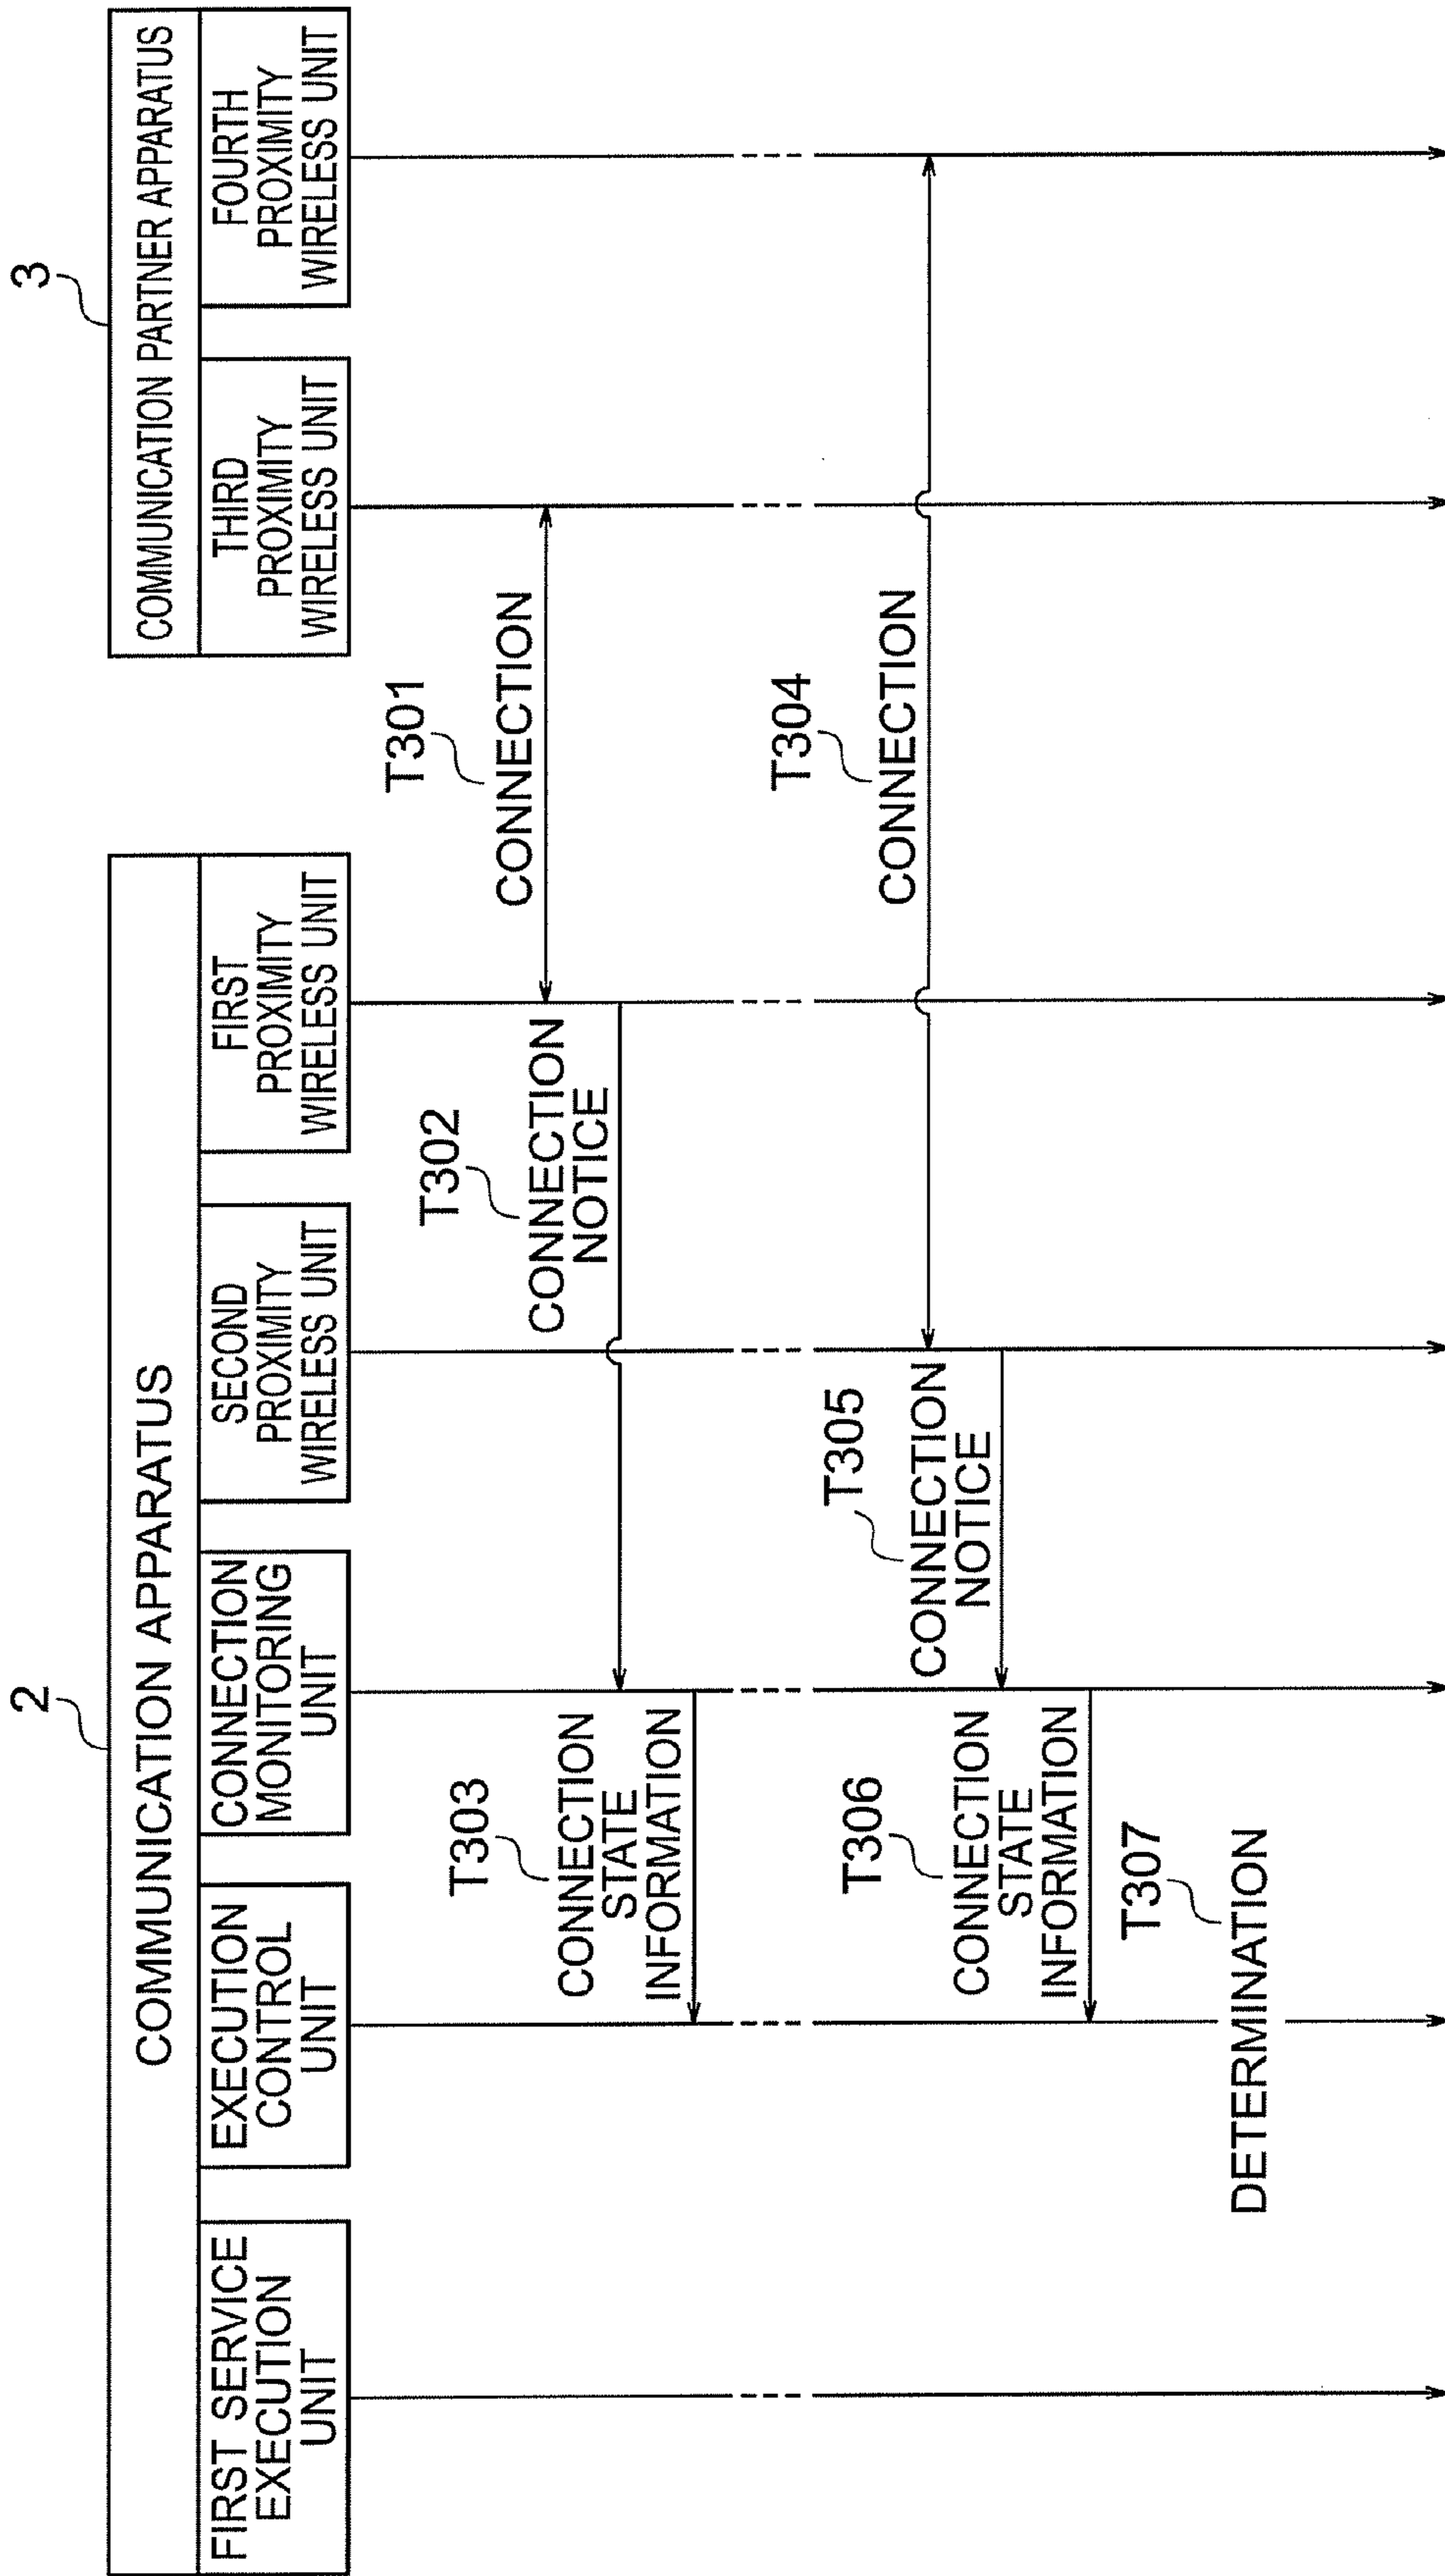 2
COMMUNICATION APPARATUS
FIRST SERVICE
EXECUTION
UNIT
EXECUTION
CONTROL
UNIT
CONNECTION
MONITORING
UNIT
SECOND
PROXIMITY
WIRELESS UNIT
FIRST
PROXIMITY
WIRELESS UNIT
3
COMMUNICATION PARTNER APPARATUS
THIRD
PROXIMITY
WIRELESS UNIT
FOURTH
PROXIMITY
WIRELESS UNIT
T301
CONNECTION
T302
CONNECTION
NOTICE
T303
CONNECTION
STATE
INFORMATION
T304
CONNECTION
T305
CONNECTION
NOTICE
T306
CONNECTION
STATE
INFORMATION
T307
DETERMINATION